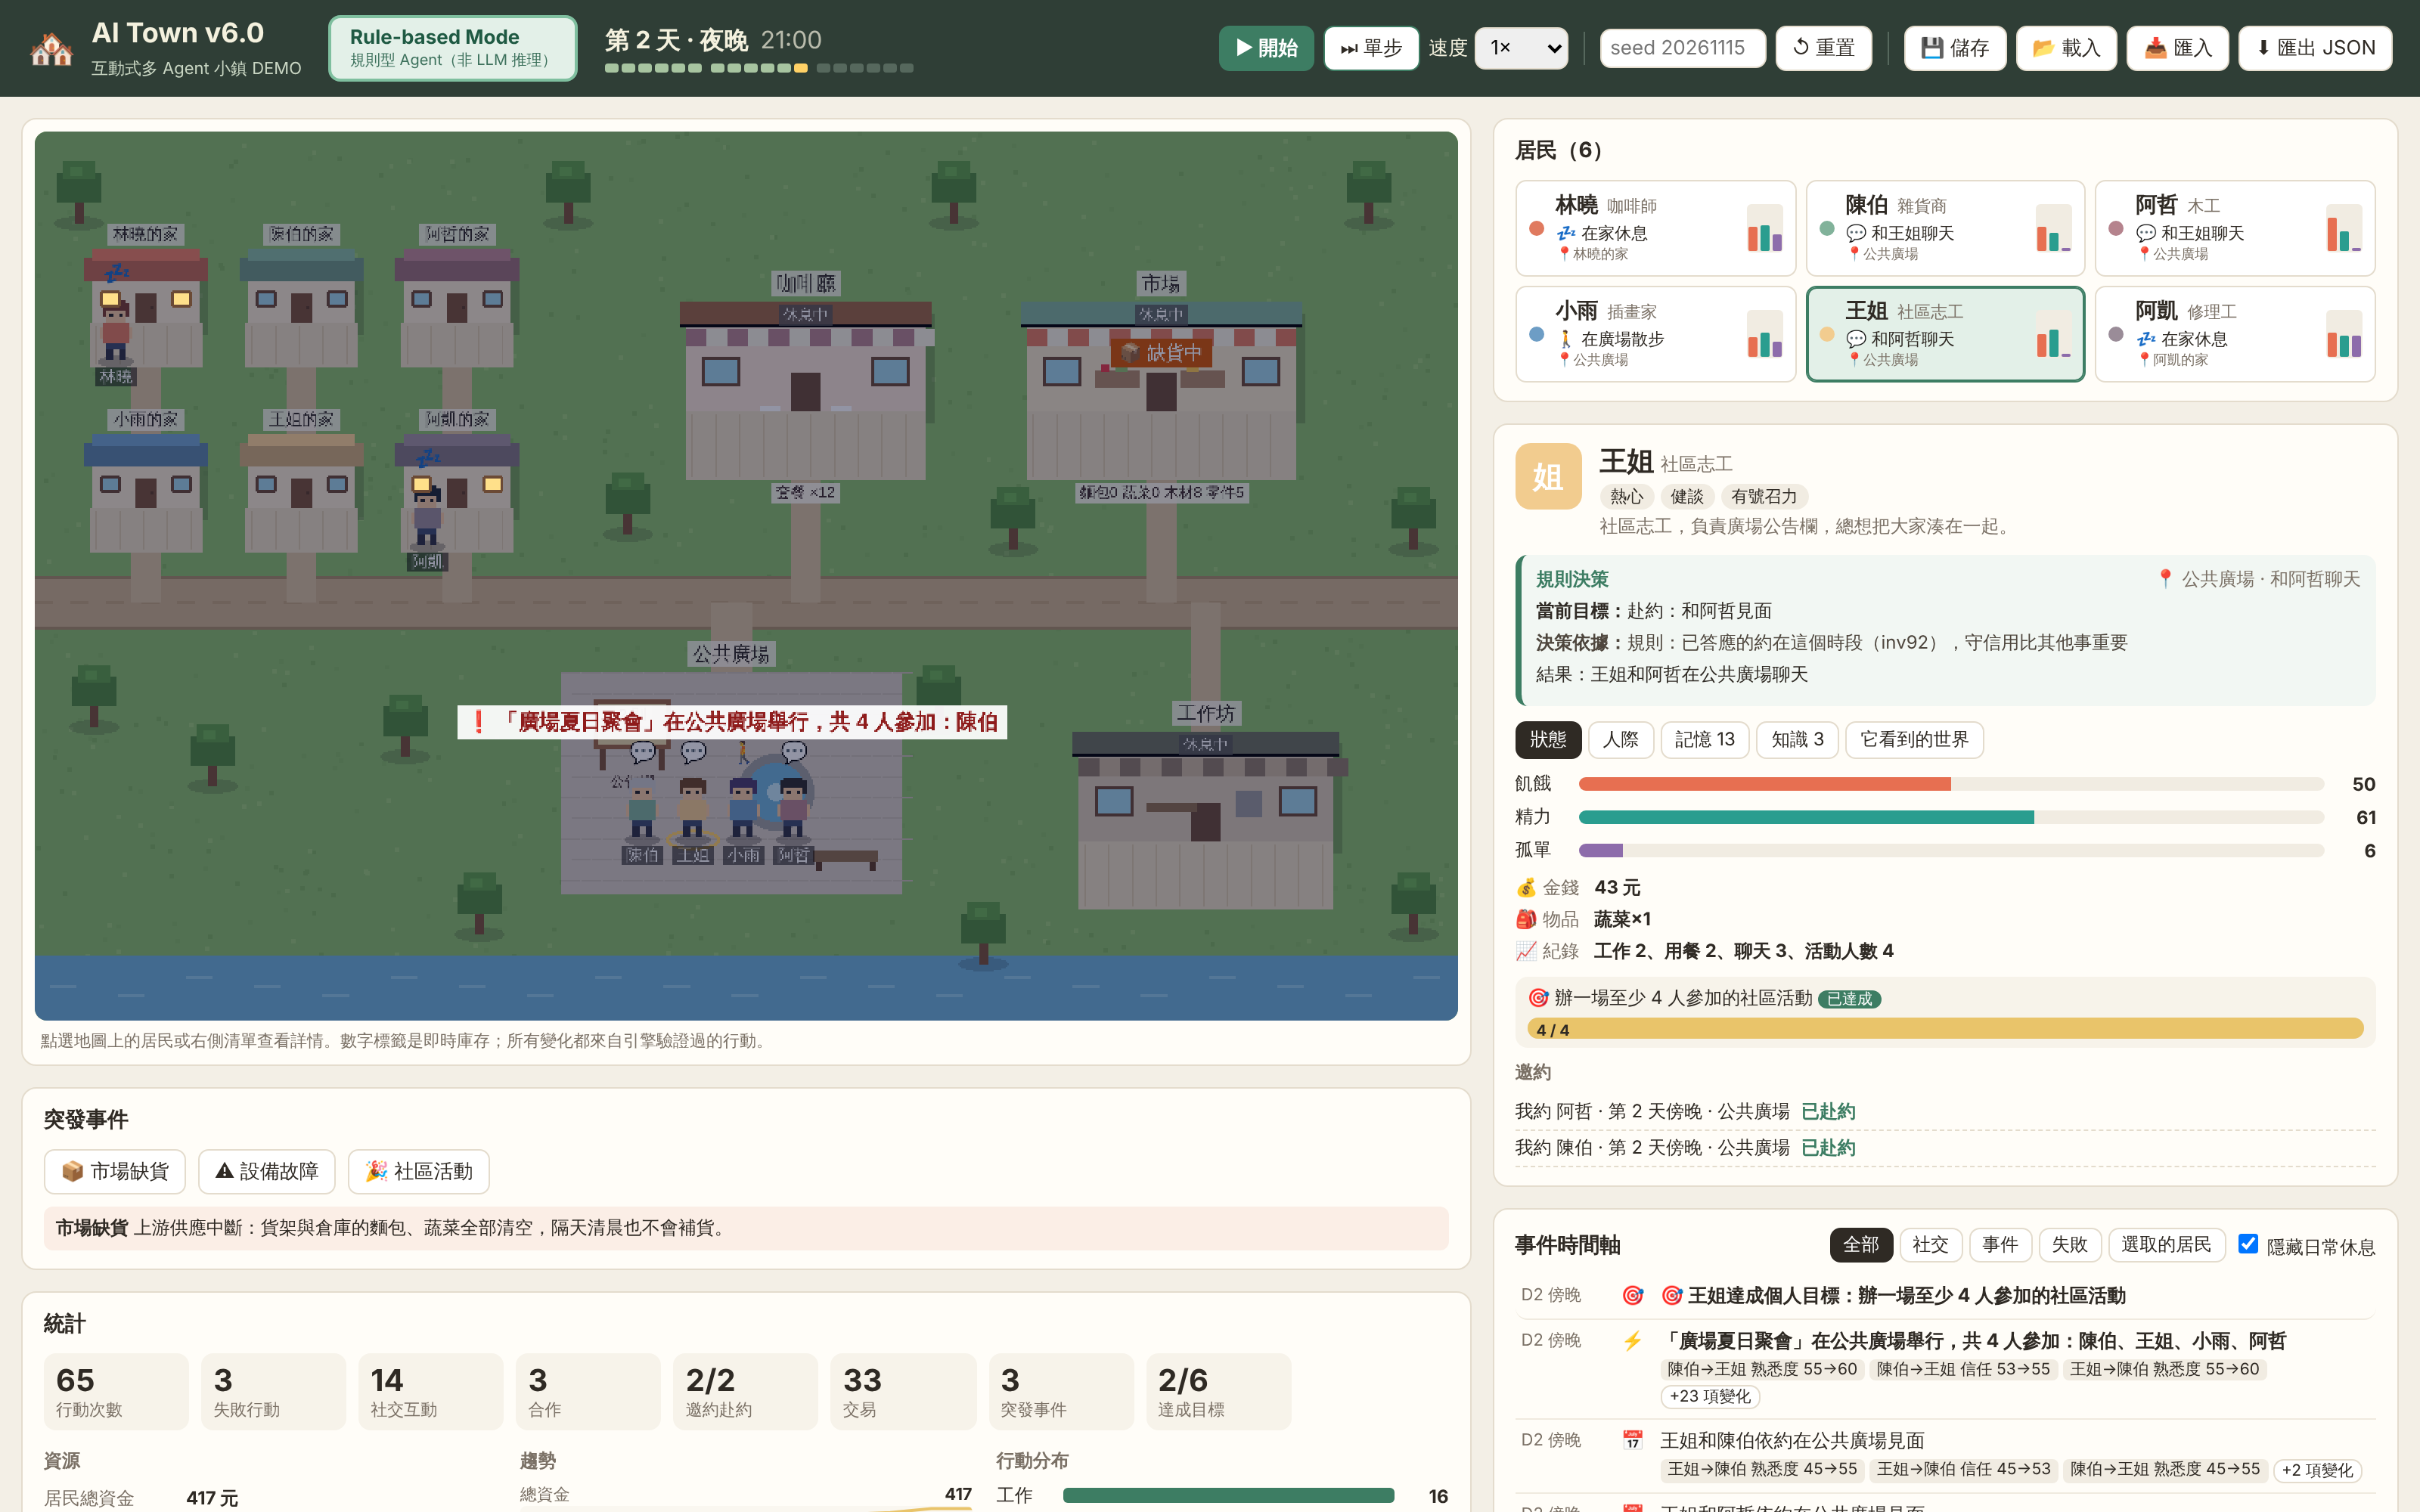 AI Town v6.0
互動式多 Agent 小鎮 DEMO
Rule-based Mode
規則型 Agent（非 LLM 推理）
第 2 天 · 夜晚 21:00
▶ 開始
⏭ 單步
速度 1×
seed 20261115
↺ 重置
💾 儲存
📂 載入
📥 匯入
⬇ 匯出 JSON
林曉的家
陳伯的家
阿哲的家
💤
林曉
小雨的家
王姐的家
阿凱的家
💤
阿凱
咖啡廳
休息中
套餐 ×12
市場
休息中
📦 缺貨中
麵包0 蔬菜0 木材8 零件5
公共廣場
❗「廣場夏日聚會」在公共廣場舉行，共 4 人參加：陳伯
陳伯
王姐
小雨
阿哲
工作坊
休息中
點選地圖上的居民或右側清單查看詳情。數字標籤是即時庫存；所有變化都來自引擎驗證過的行動。
突發事件
📦 市場缺貨
⚠ 設備故障
🎉 社區活動
市場缺貨 上游供應中斷：貨架與倉庫的麵包、蔬菜全部清空，隔天清晨也不會補貨。
統計
65
行動次數
3
失敗行動
14
社交互動
3
合作
2/2
邀約赴約
33
交易
3
突發事件
2/6
達成目標
資源
居民總資金 417 元
趨勢
總資金 417
行動分布
工作 16
居民（6）
林曉 咖啡師
💤 在家休息
📍林曉的家
陳伯 雜貨商
💬 和王姐聊天
📍公共廣場
阿哲 木工
💬 和王姐聊天
📍公共廣場
小雨 插畫家
🚶 在廣場散步
📍公共廣場
王姐 社區志工
💬 和阿哲聊天
📍公共廣場
阿凱 修理工
💤 在家休息
📍阿凱的家
姐
王姐 社區志工
熱心 健談 有號召力
社區志工，負責廣場公告欄，總想把大家湊在一起。
規則決策 📍 公共廣場 · 和阿哲聊天
當前目標：赴約：和阿哲見面
決策依據：規則：已答應的約在這個時段（inv92），守信用比其他事重要
結果：王姐和阿哲在公共廣場聊天
狀態 人際 記憶 13 知識 3 它看到的世界
飢餓 50
精力 61
孤單 6
💰 金錢 43 元
🎒 物品 蔬菜×1
📈 紀錄 工作 2、用餐 2、聊天 3、活動人數 4
🎯 辦一場至少 4 人參加的社區活動 已達成
4 / 4
邀約
我約 阿哲 · 第 2 天傍晚 · 公共廣場 已赴約
我約 陳伯 · 第 2 天傍晚 · 公共廣場 已赴約
事件時間軸 全部 社交 事件 失敗 選取的居民 隱藏日常休息
D2 傍晚 🎯 🎯 王姐達成個人目標：辦一場至少 4 人參加的社區活動
D2 傍晚 ⚡ 「廣場夏日聚會」在公共廣場舉行，共 4 人參加：陳伯、王姐、小雨、阿哲
陳伯→王姐 熟悉度 55→60 陳伯→王姐 信任 53→55 王姐→陳伯 熟悉度 55→60
+23 項變化
D2 傍晚 📅 王姐和陳伯依約在公共廣場見面
王姐→陳伯 熟悉度 45→55 王姐→陳伯 信任 45→53 陳伯→王姐 熟悉度 45→55 +2 項變化